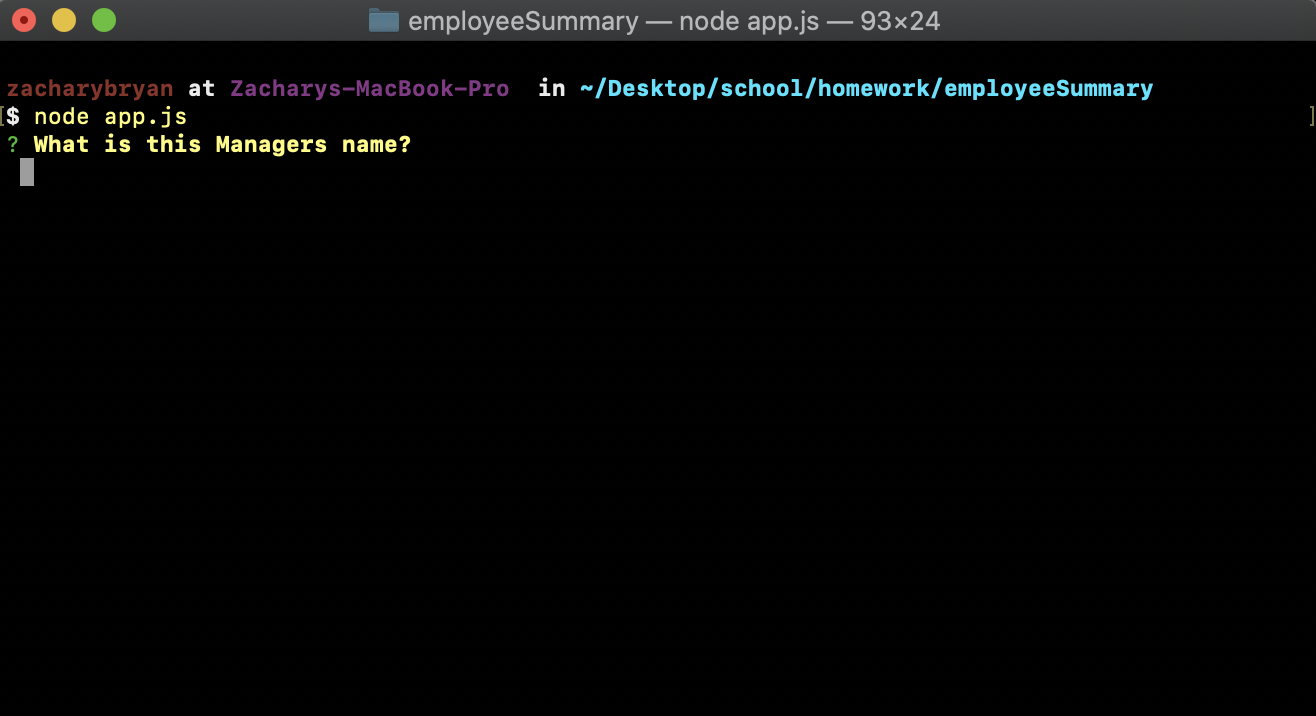 employeeSummary — node app.js — 93×24
zacharybryan at Zacharys-MacBook-Pro  in ~/Desktop/school/homework/employeeSummary
[$ node app.js ]
? What is this Managers name?